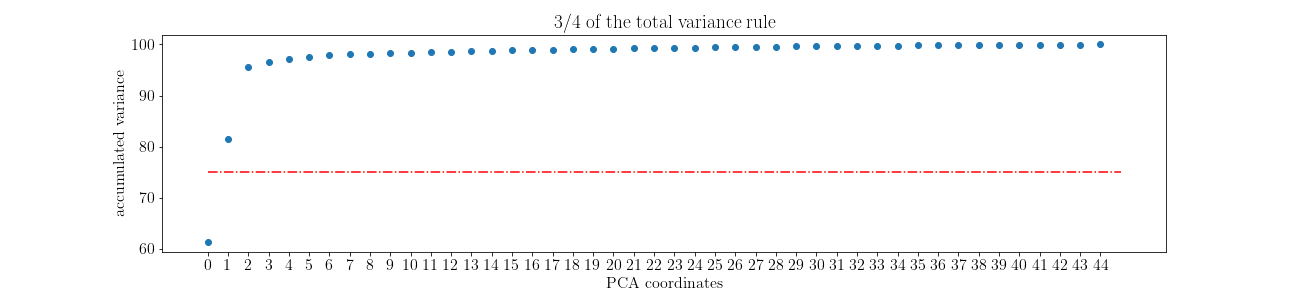 3/4 of the total variance rule
accumulated variance
100
90
80
70
60
0 1 2 3 4 5 6 7 8 9 10 11 12 13 14 15 16 17 18 19 20 21 22 23 24 25 26 27 28 29 30 31 32 33 34 35 36 37 38 39 40 41 42 43 44
PCA coordinates